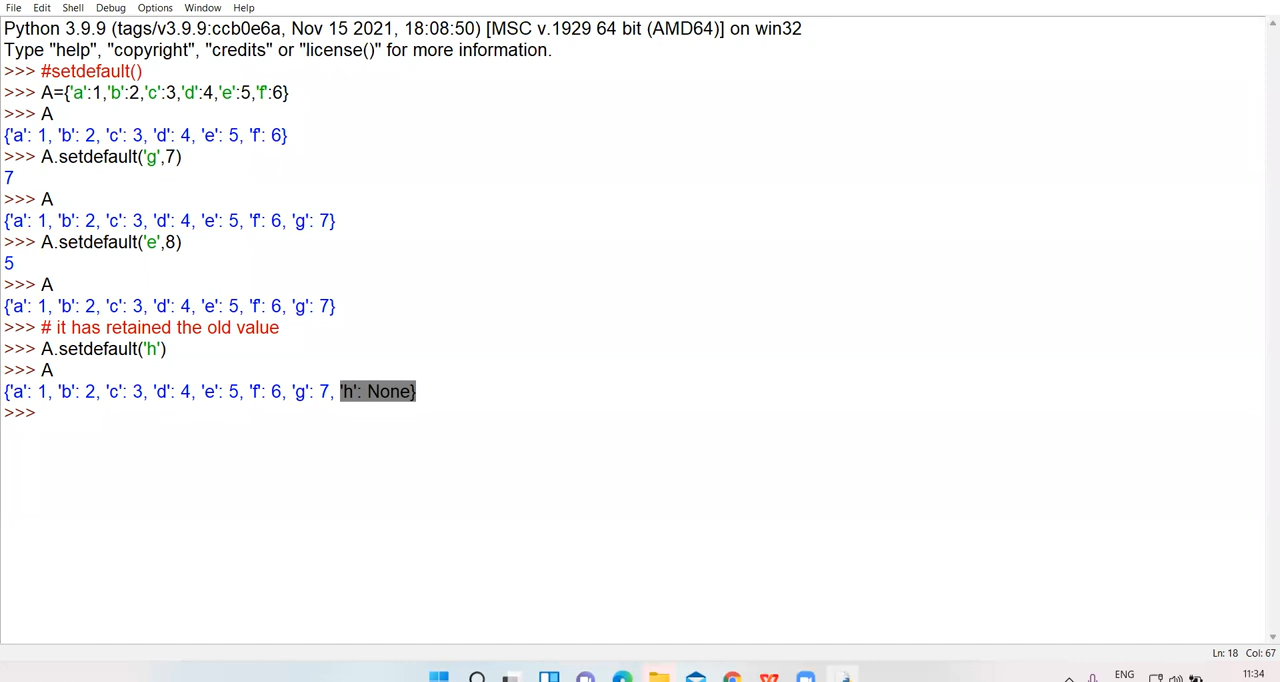 File Edit Shell Debug Options Window Help
Python 3.9.9 (tags/v3.9.9:ccb0e6a, Nov 15 2021, 18:08:50) [MSC v.1929 64 bit (AMD64)] on win32
Type "help", "copyright", "credits" or "license()" for more information.
>>> #setdefault()
>>> A={'a':1,'b':2,'c':3,'d':4,'e':5,'f':6}
>>> A
{'a': 1, 'b': 2, 'c': 3, 'd': 4, 'e': 5, 'f': 6}
>>> A.setdefault('g',7)
7
>>> A
{'a': 1, 'b': 2, 'c': 3, 'd': 4, 'e': 5, 'f': 6, 'g': 7}
>>> A.setdefault('e',8)
5
>>> A
{'a': 1, 'b': 2, 'c': 3, 'd': 4, 'e': 5, 'f': 6, 'g': 7}
>>> # it has retained the old value
>>> A.setdefault('h')
>>> A
{'a': 1, 'b': 2, 'c': 3, 'd': 4, 'e': 5, 'f': 6, 'g': 7, 'h': None}
>>>
Ln: 18 Col: 67
ENG 11:34